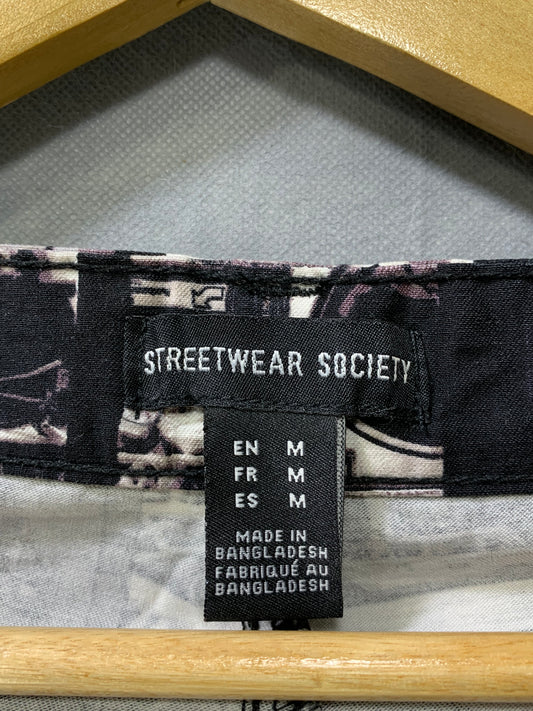 STREETWEAR SOCIETY
EN M
FR M
ES M
MADE IN
BANGLADESH
FABRIQUÉ AU
BANGLADESH